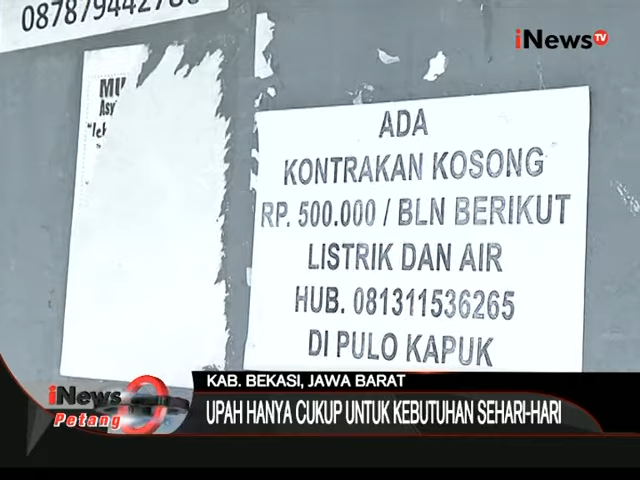 iNews TV
ADA
KONTRAKAN KOSONG
RP. 500.000 / BLN BERIKUT
LISTRIK DAN AIR
HUB. 081311536265
DI PULO KAPUK
KAB. BEKASI, JAWA BARAT
iNews
Petang
UPAH HANYA CUKUP UNTUK KEBUTUHAN SEHARI-HARI